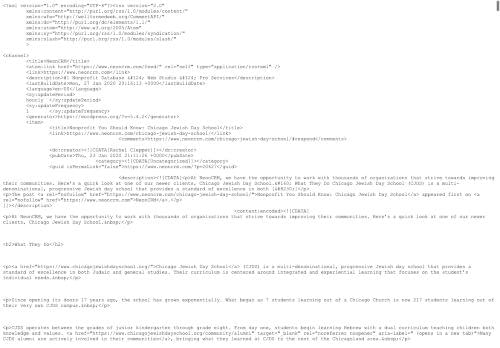 <?xml version="1.0" encoding="UTF-8"?><rss version="2.0"
xmlns:content="http://purl.org/rss/1.0/modules/content/"
xmlns:wfw="http://wellformedweb.org/CommentAPI/"
xmlns:dc="http://purl.org/dc/elements/1.1/"
xmlns:atom="http://www.w3.org/2005/Atom"
xmlns:sy="http://purl.org/rss/1.0/modules/syndication/"
xmlns:slash="http://purl.org/rss/1.0/modules/slash/"
>
<channel>
<title>NeonCRM</title>
<atom:link href="https://www.neoncrm.com/feed/" rel="self" type="application/rss+xml" />
<link>https://www.neoncrm.com</link>
<description>#1 Nonprofit Database &#124; Web Studio &#124; Pro Services</description>
<lastBuildDate>Mon, 27 Jan 2020 20:16:13 +0000</lastBuildDate>
<language>en-US</language>
<sy:updatePeriod>
hourly </sy:updatePeriod>
<sy:updateFrequency>
1 </sy:updateFrequency>
<generator>https://wordpress.org/?v=5.4.2</generator>
<item>
<title>Nonprofit You Should Know: Chicago Jewish Day School</title>
<link>https://www.neoncrm.com/chicago-jewish-day-school/</link>
<comments>https://www.neoncrm.com/chicago-jewish-day-school/#respond</comments>
<dc:creator><![CDATA[Rachel Clapper]]></dc:creator>
<pubDate>Thu, 23 Jan 2020 21:11:26 +0000</pubDate>
<category><![CDATA[Uncategorized]]></category>
<guid isPermaLink="false">https://www.neoncrm.com/?p=</guid>
<description><![CDATA[<p>At NeonCRM, we have the opportunity to work with thousands of organizations that strive towards improving
their communities. Here's a quick look at one of our newer clients, Chicago Jewish Day School.&#160; What They Do Chicago Jewish Day School (CJDS) is a multi-
denominational, progressive Jewish day school that provides a standard of excellence in both [&#8230;]</p>
<p>The post <a rel="nofollow" href="https://www.neoncrm.com/chicago-jewish-day-school/">Nonprofit You Should Know: Chicago Jewish Day School</a> appeared first on <a
rel="nofollow" href="https://www.neoncrm.com">NeonCRM</a>.</p>
]]></description>
<content:encoded><![CDATA[
<p>At NeonCRM, we have the opportunity to work with thousands of organizations that strive towards improving their communities. Here's a quick look at one of our newer clients,
Chicago Jewish Day School.&nbsp;</p>
<h2>What They Do</h2>
<p><a href="https://www.chicagojewishdayschool.org/">Chicago Jewish Day School</a> (CJDS) is a multi-denominational, progressive Jewish day school that provides a
standard of excellence in both Judaic and general studies. Their curriculum is centered around integrated and experiential learning that focuses on the student's
individual needs.&nbsp;</p>
<p>Since opening its doors 17 years ago, the school has grown exponentially. What began as 7 students learning out of a Chicago Church is now 217 students learning out of
their very own CJDS campus.&nbsp;</p>
<p>CJDS operates between the grades of junior kindergarten through grade eight. From day one, students begin learning Hebrew with a dual curriculum teaching children both
knowledge and values. <a href="https://www.chicagojewishdayschool.org/community/alumni" target="_blank" rel="noreferrer noopener" aria-label=" (opens in a new tab)">Many
CJDS alumni are actively involved in their communities</a>, bringing what they learned at CJDS to the rest of the Chicagoland area.&nbsp;</p>